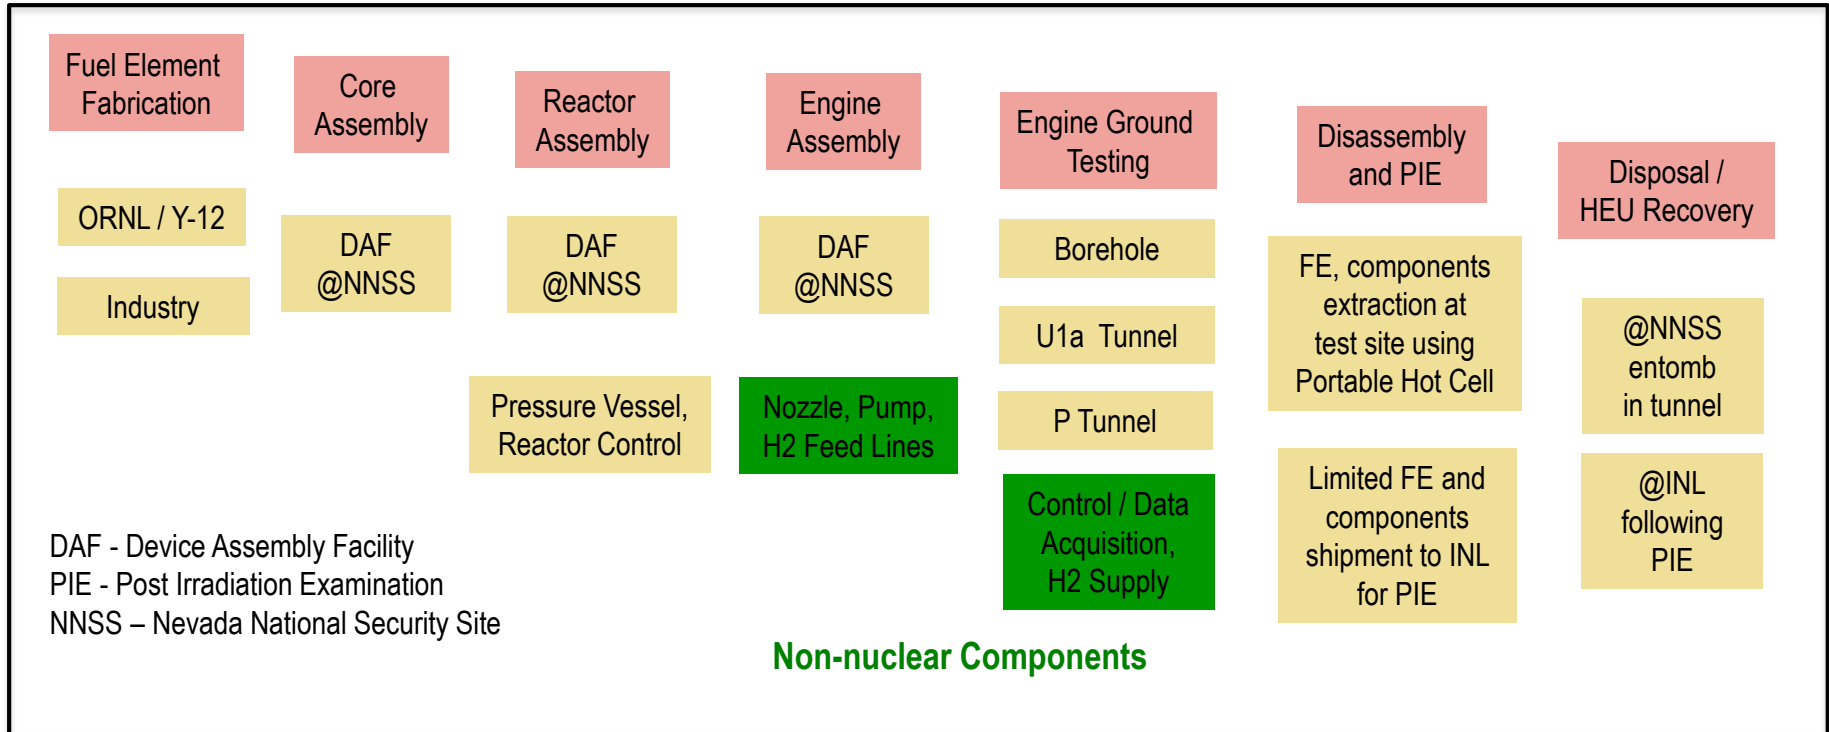 Fuel Element
Fabrication
ORNL / Y-12
Industry
Core
Assembly
DAF
@NNSS
Reactor
Assembly
DAF
@NNSS
Pressure Vessel,
Reactor Control
Engine
Assembly
DAF
@NNSS
Nozzle, Pump,
H2 Feed Lines
Engine Ground
Testing
Borehole
U1a Tunnel
P Tunnel
Control / Data
Acquisition,
H2 Supply
Disassembly
and PIE
FE, components
extraction at
test site using
Portable Hot Cell
Limited FE and
components
shipment to INL
for PIE
Disposal /
HEU Recovery
@NNSS
entomb
in tunnel
@INL
following
PIE
DAF - Device Assembly Facility
PIE - Post Irradiation Examination
NNSS – Nevada National Security Site
Non-nuclear Components